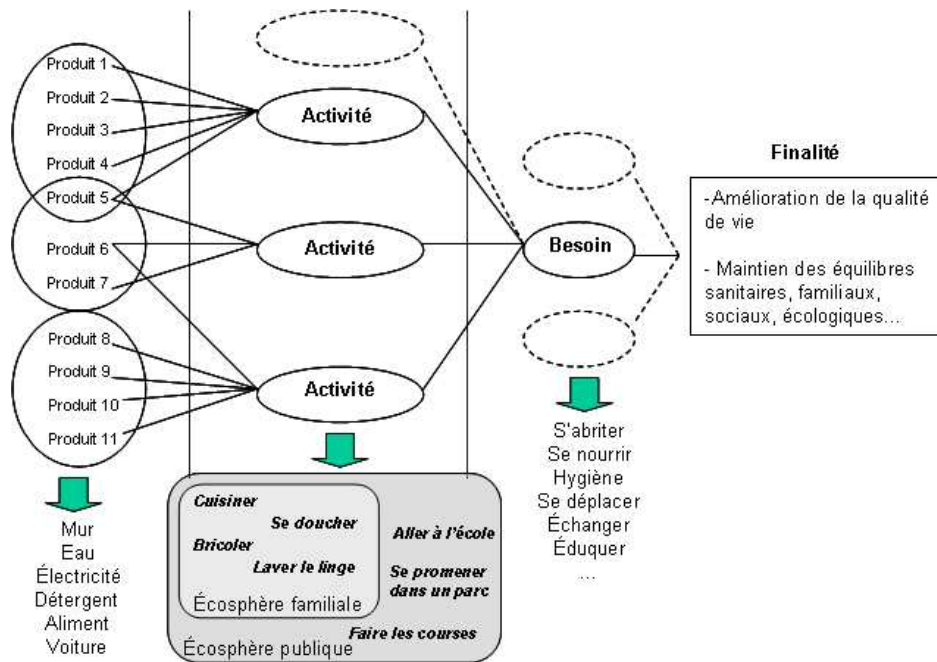 Produit 1
Produit 2
Produit 3
Produit 4
Produit 5
Produit 6
Produit 7
Produit 8
Produit 9
Produit 10
Produit 11
Mur
Eau
Électricité
Détergent
Aliment
Voiture
Activité
Activité
Activité
Cuisiner
Se doucher
Bricoler
Laver le linge
Écosphère familiale
Aller à l'école
Se promener
dans un parc
Faire les courses
Écosphère publique
Besoin
S'abriter
Se nourrir
Hygiène
Se déplacer
Échanger
Éduquer
...
Finalité
-Amélioration de la qualité
de vie
- Maintien des équilibres
sanitaires, familiaux,
sociaux, écologiques...